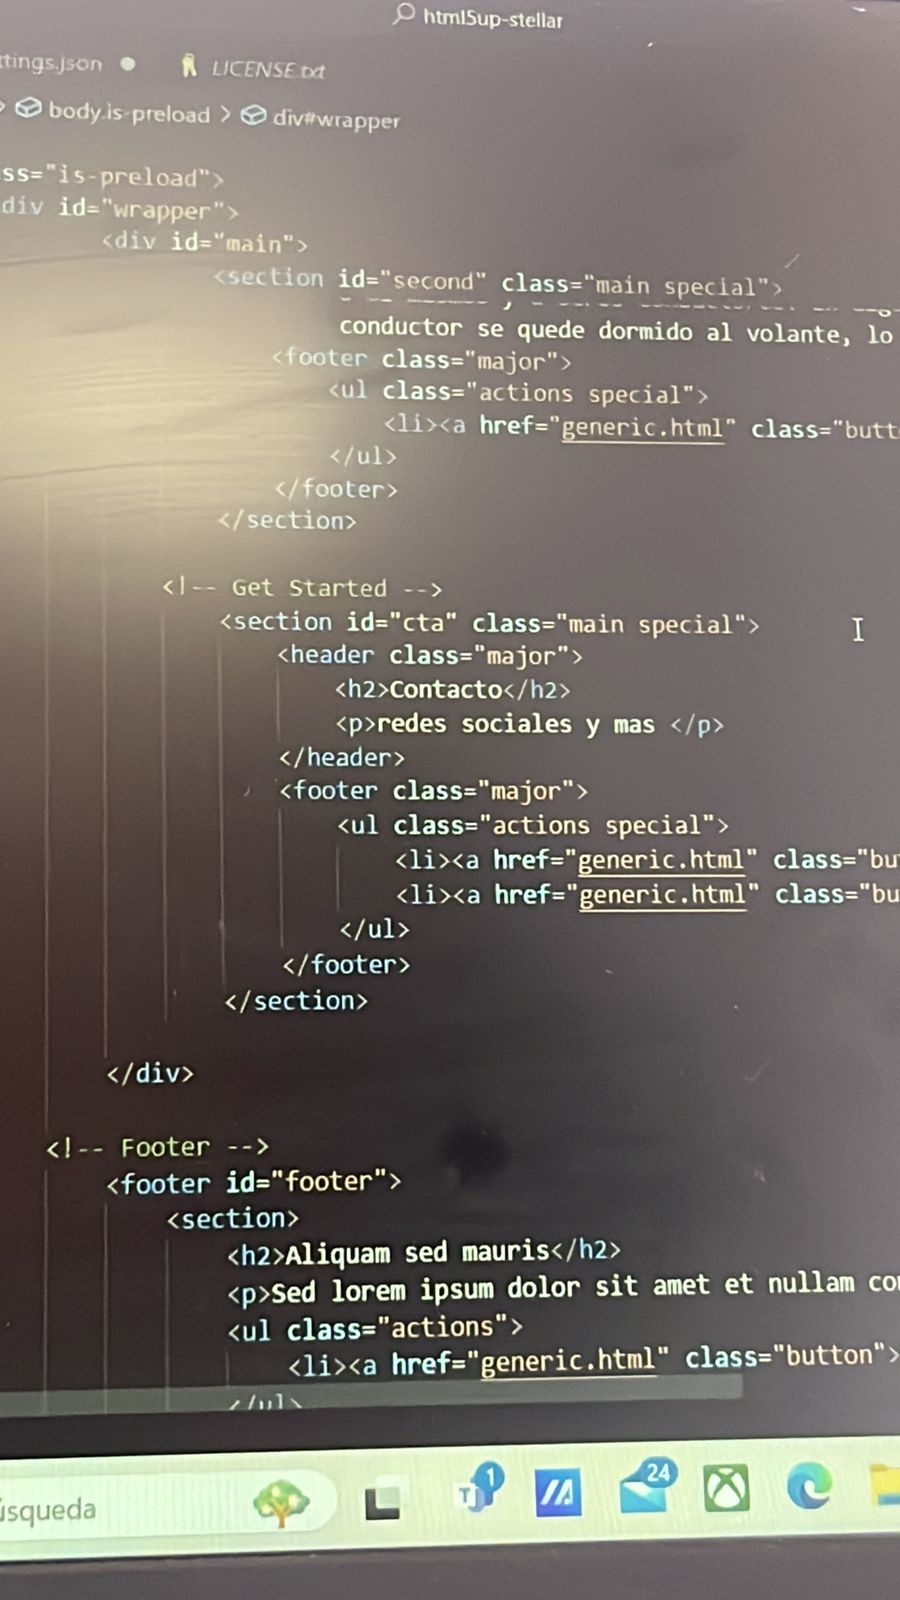 html5up-stellar
ttings.json ● LICENSE.txt
> body.is-preload > div#wrapper
ss="is-preload">
div id="wrapper">
<div id="main">
<section id="second" class="main special">
conductor se quede dormido al volante, lo
<footer class="major">
<ul class="actions special">
<li><a href="generic.html" class="butt
</ul>
</footer>
</section>
<!-- Get Started -->
<section id="cta" class="main special">
<header class="major">
<h2>Contacto</h2>
<p>redes sociales y mas </p>
</header>
<footer class="major">
<ul class="actions special">
<li><a href="generic.html" class="bu
<li><a href="generic.html" class="bu
</ul>
</footer>
</section>
</div>
<!-- Footer -->
<footer id="footer">
<section>
<h2>Aliquam sed mauris</h2>
<p>Sed lorem ipsum dolor sit amet et nullam co
<ul class="actions">
<li><a href="generic.html" class="button">
</ul>
úsqueda
1
24